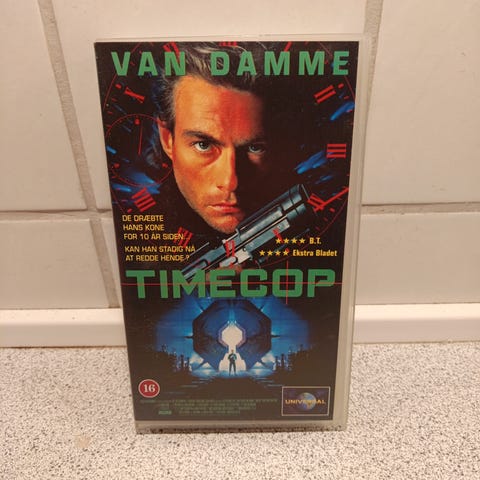 VAN DAMME
DE DRÆBTE
HANS KONE
FOR 10 ÅR SIDEN.
KAN HAN STADIG NÅ
AT REDDE HENDE?
★★★★ B.T.
★★★★ Ekstra Bladet
TIMECOP
16
UNIVERSAL